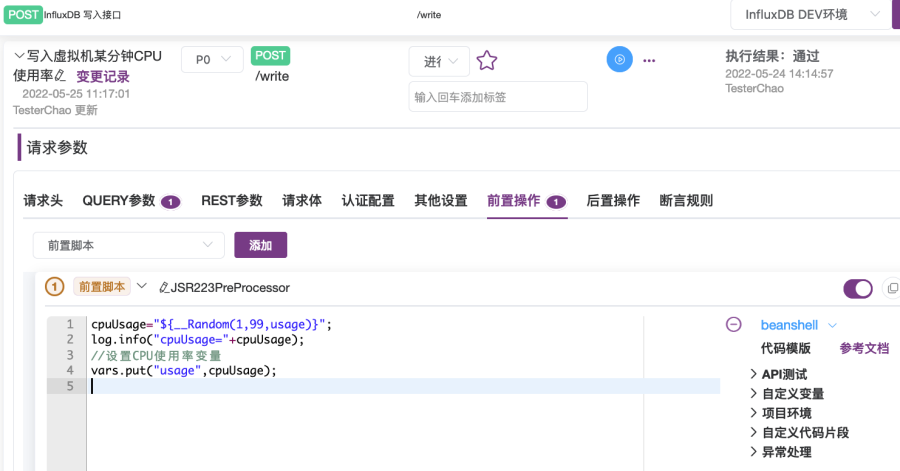 POST InfluxDB 写入接口 /write InfluxDB DEV环境
写入虚拟机某分钟CPU使用率 变更记录
2022-05-25 11:17:01
TesterChao 更新
P0
POST
/write
进行
输入回车添加标签
执行结果：通过
2022-05-24 14:14:57
TesterChao
请求参数
请求头 QUERY参数 1 REST参数 请求体 认证配置 其他设置 前置操作 1 后置操作 断言规则
前置脚本 添加
1 前置脚本 JSR223PreProcessor
1 cpuUsage="${__Random(1,99,usage)}";
2 log.info("cpuUsage="+cpuUsage);
3 //设置CPU使用率变量
4 vars.put("usage",cpuUsage);
5
beanshell
代码模版 参考文档
API测试
自定义变量
项目环境
自定义代码片段
异常处理